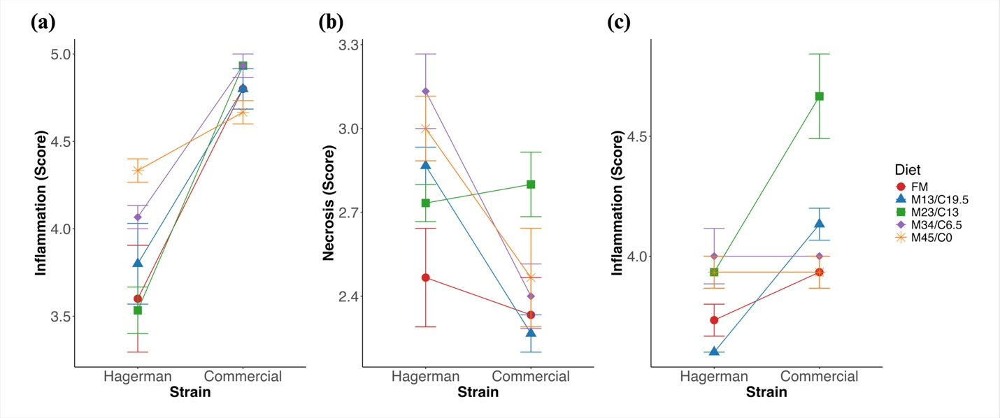 (a)
Inflammation (Score)
5.0
4.5
4.0
3.5
Hagerman Commercial
Strain
(b)
Necrosis (Score)
3.3
3.0
2.7
2.4
Hagerman Commercial
Strain
(c)
Inflammation (Score)
4.5
4.0
Hagerman Commercial
Strain
Diet
FM
M13/C19.5
M23/C13
M34/C6.5
M45/C0